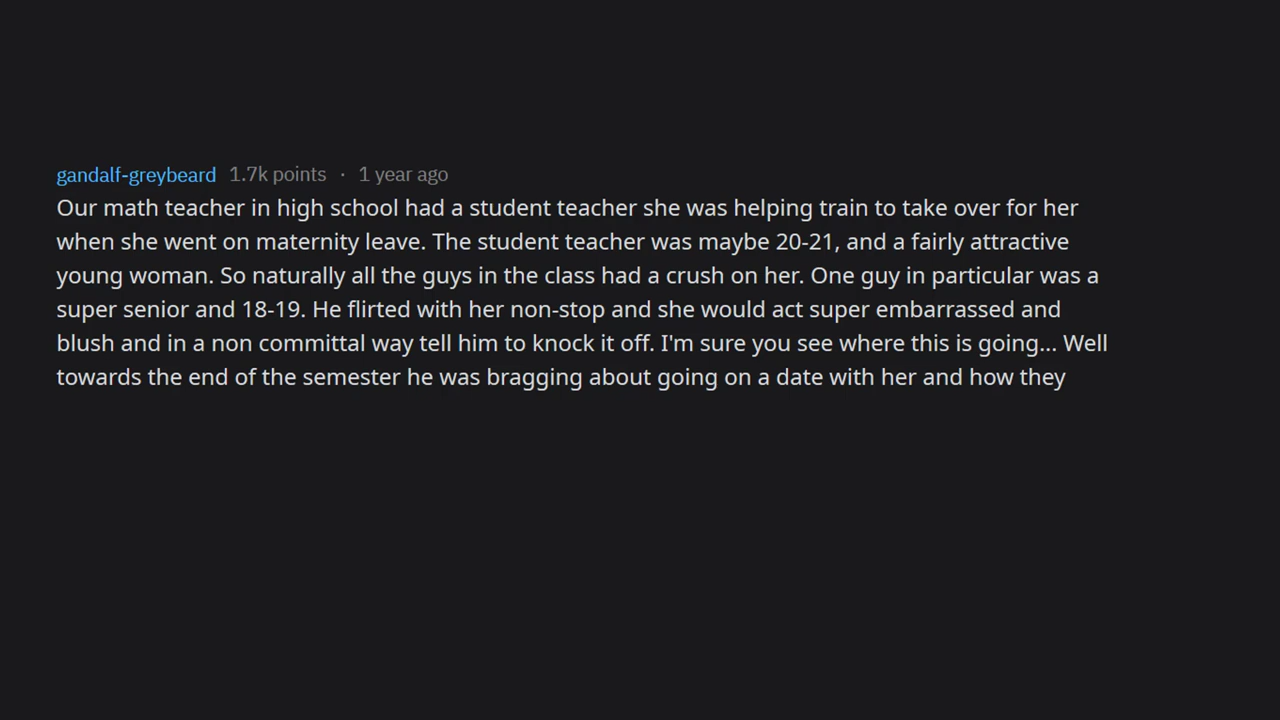 gandalf-greybeard 1.7k points · 1 year ago
Our math teacher in high school had a student teacher she was helping train to take over for her
when she went on maternity leave. The student teacher was maybe 20-21, and a fairly attractive
young woman. So naturally all the guys in the class had a crush on her. One guy in particular was a
super senior and 18-19. He flirted with her non-stop and she would act super embarrassed and
blush and in a non committal way tell him to knock it off. I'm sure you see where this is going... Well
towards the end of the semester he was bragging about going on a date with her and how they